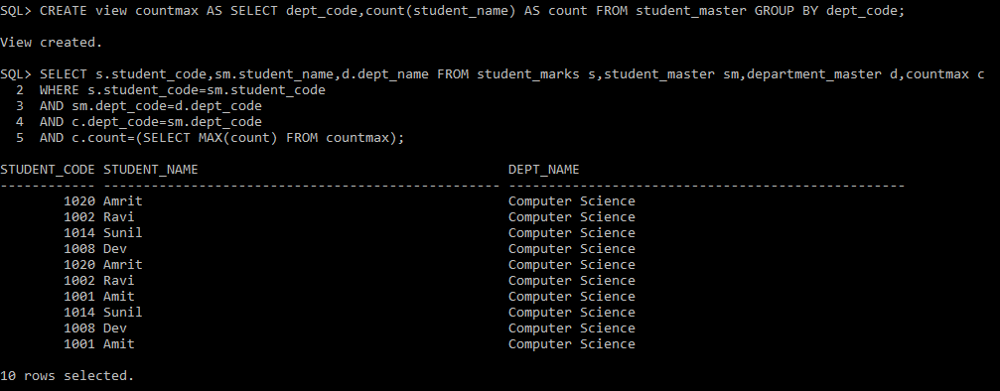 SQL> CREATE view countmax AS SELECT dept_code,count(student_name) AS count FROM student_master GROUP BY dept_code;
View created.
SQL> SELECT s.student_code,sm.student_name,d.dept_name FROM student_marks s,student_master sm,department_master d,countmax c
  2  WHERE s.student_code=sm.student_code
  3  AND sm.dept_code=d.dept_code
  4  AND c.dept_code=sm.dept_code
  5  AND c.count=(SELECT MAX(count) FROM countmax);
STUDENT_CODE STUDENT_NAME                                       DEPT_NAME
------------ -------------------------------------------------- --------------------------------------------------
        1020 Amrit                                              Computer Science
        1002 Ravi                                               Computer Science
        1014 Sunil                                              Computer Science
        1008 Dev                                                Computer Science
        1020 Amrit                                              Computer Science
        1002 Ravi                                               Computer Science
        1001 Amit                                               Computer Science
        1014 Sunil                                              Computer Science
        1008 Dev                                                Computer Science
        1001 Amit                                               Computer Science
10 rows selected.